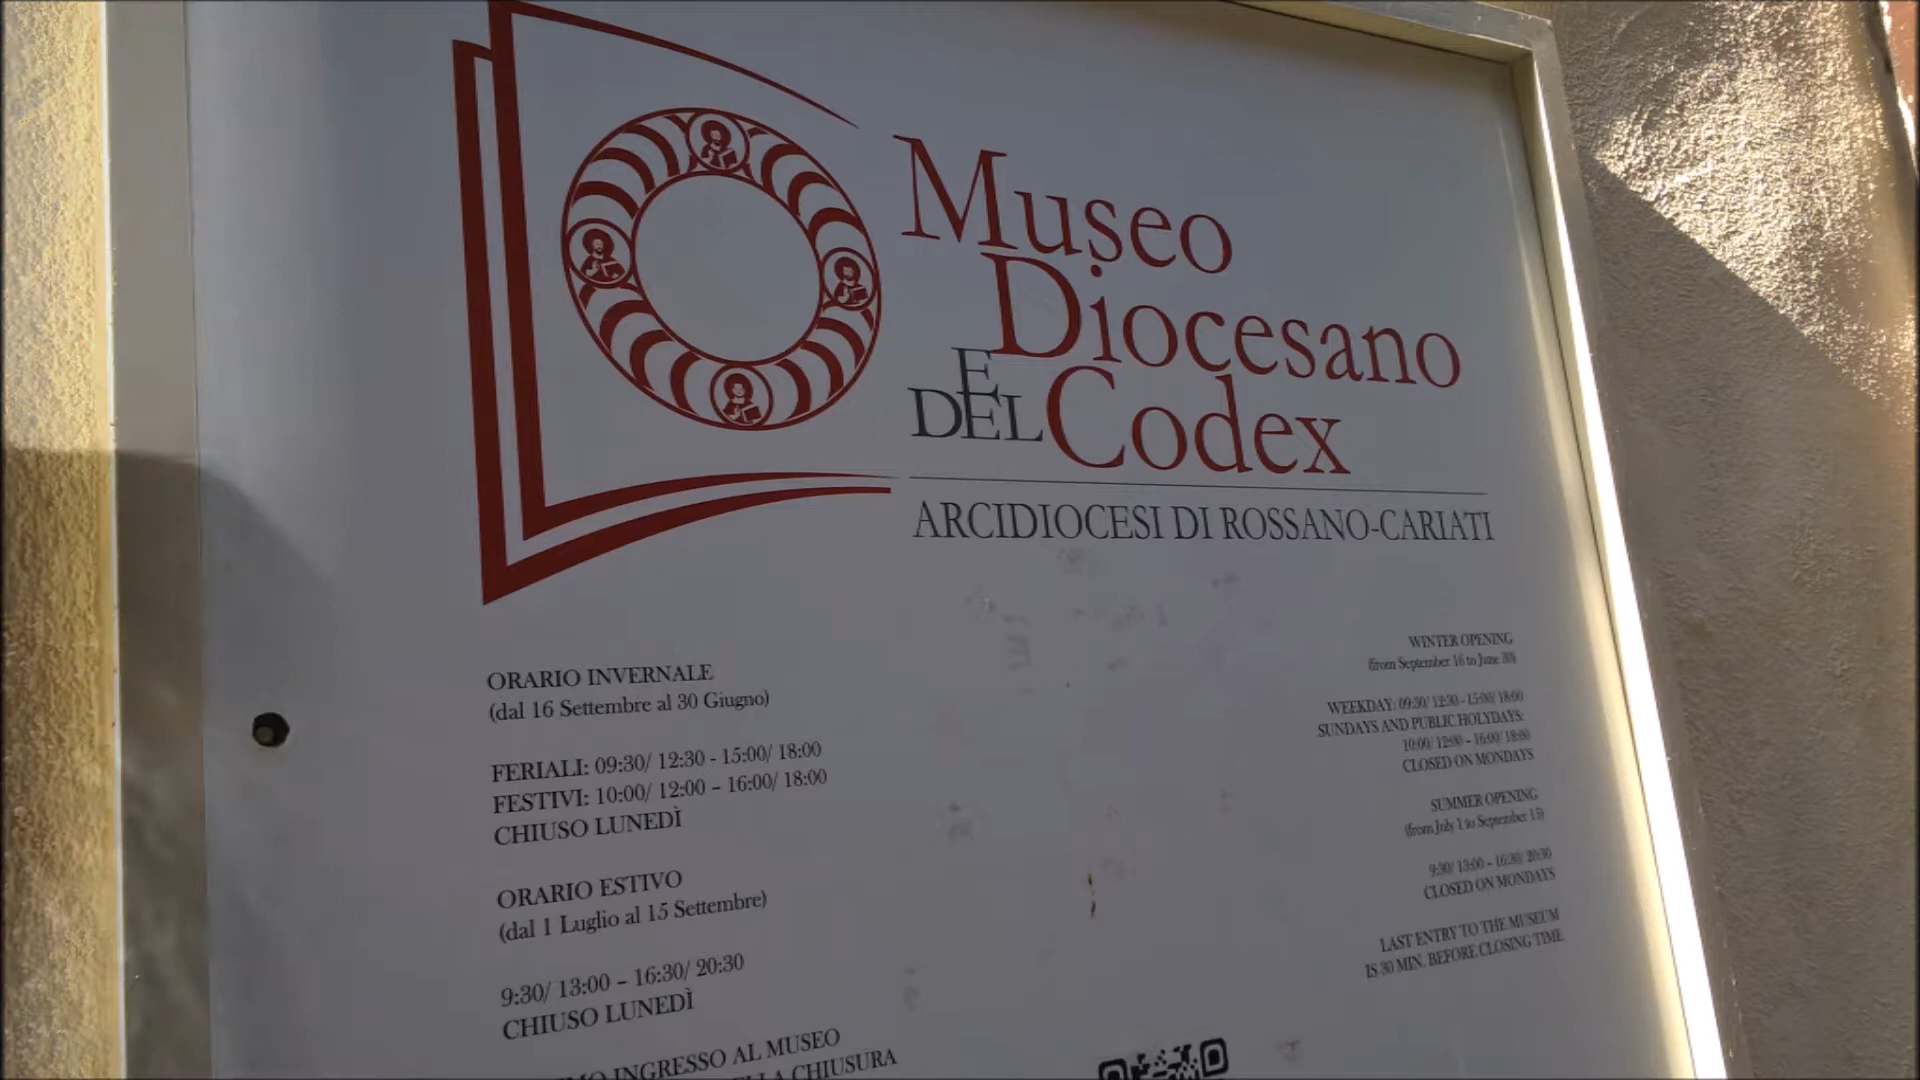 Museo
Diocesano
E
DEL Codex
ARCIDIOCESI DI ROSSANO-CARIATI
ORARIO INVERNALE
(dal 16 Settembre al 30 Giugno)
FERIALI: 09:30/ 12:30 - 15:00/ 18:00
FESTIVI: 10:00/ 12:00 – 16:00/ 18:00
CHIUSO LUNEDÌ
ORARIO ESTIVO
(dal 1 Luglio al 15 Settembre)
9:30/ 13:00 – 16:30/ 20:30
CHIUSO LUNEDÌ
INGRESSO AL MUSEO
CHIUSURA
WINTER OPENING
(from September 16 to June 30)
WEEKDAY: 09:30/ 12:30 - 15:00/ 18:00
SUNDAYS AND PUBLIC HOLYDAYS:
10:00/ 12:00 – 16:00/ 18:00
CLOSED ON MONDAYS
SUMMER OPENING
(from July 1 to September 15)
9:30/ 13:00 – 16:30/ 20:30
CLOSED ON MONDAYS
LAST ENTRY TO THE MUSEUM
IS 30 MIN. BEFORE CLOSING TIME